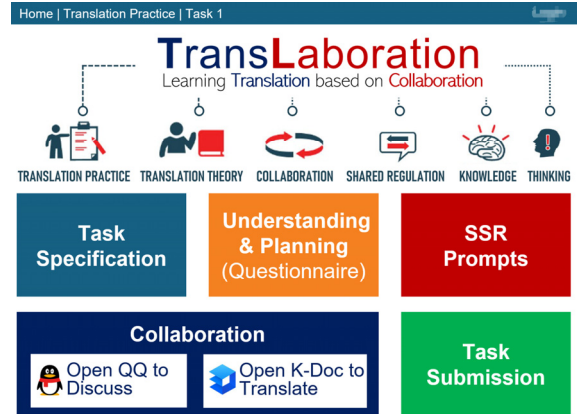 Home | Translation Practice | Task 1
TransLaboration
Learning Translation based on Collaboration
TRANSLATION PRACTICE TRANSLATION THEORY COLLABORATION SHARED REGULATION KNOWLEDGE THINKING
Task
Specification
Understanding
& Planning
(Questionnaire)
SSR
Prompts
Collaboration
Open QQ to
Discuss
Open K-Doc to
Translate
Task
Submission